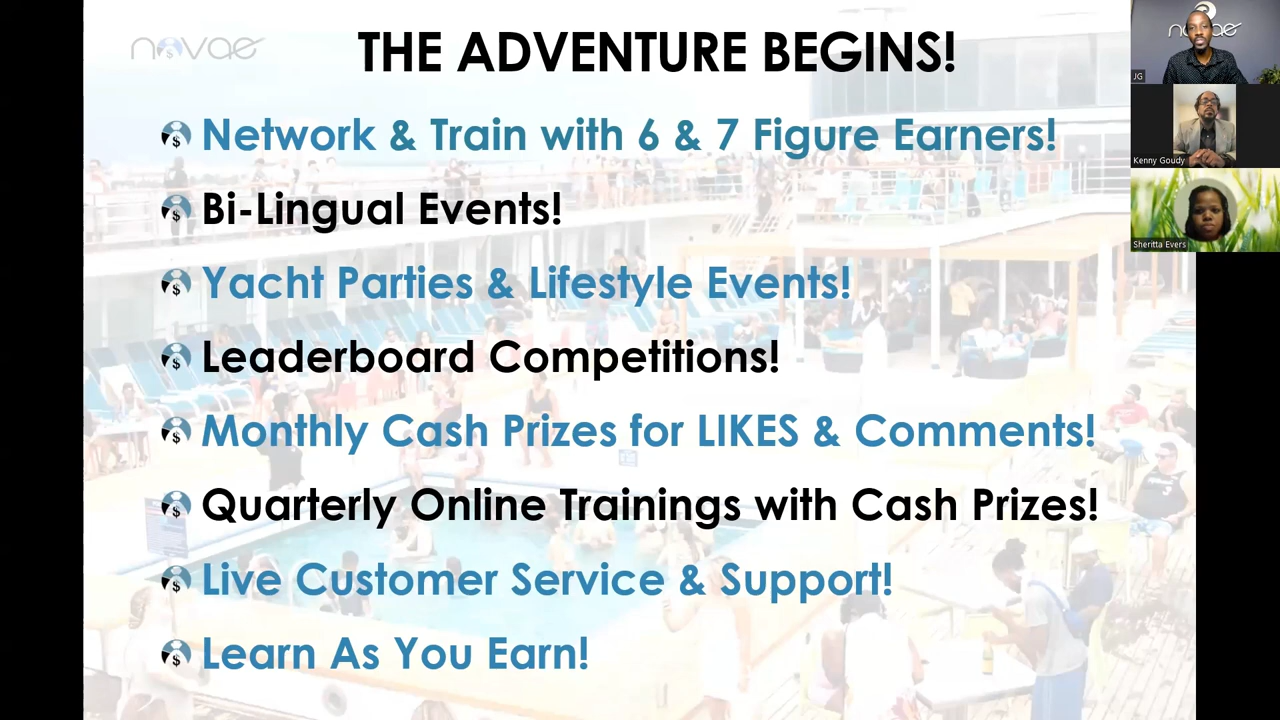 novae
THE ADVENTURE BEGINS!
Network & Train with 6 & 7 Figure Earners!
Bi-Lingual Events!
Yacht Parties & Lifestyle Events!
Leaderboard Competitions!
Monthly Cash Prizes for LIKES & Comments!
Quarterly Online Trainings with Cash Prizes!
Live Customer Service & Support!
Learn As You Earn!
JG
Kenny Goudy
Sheritta Evers